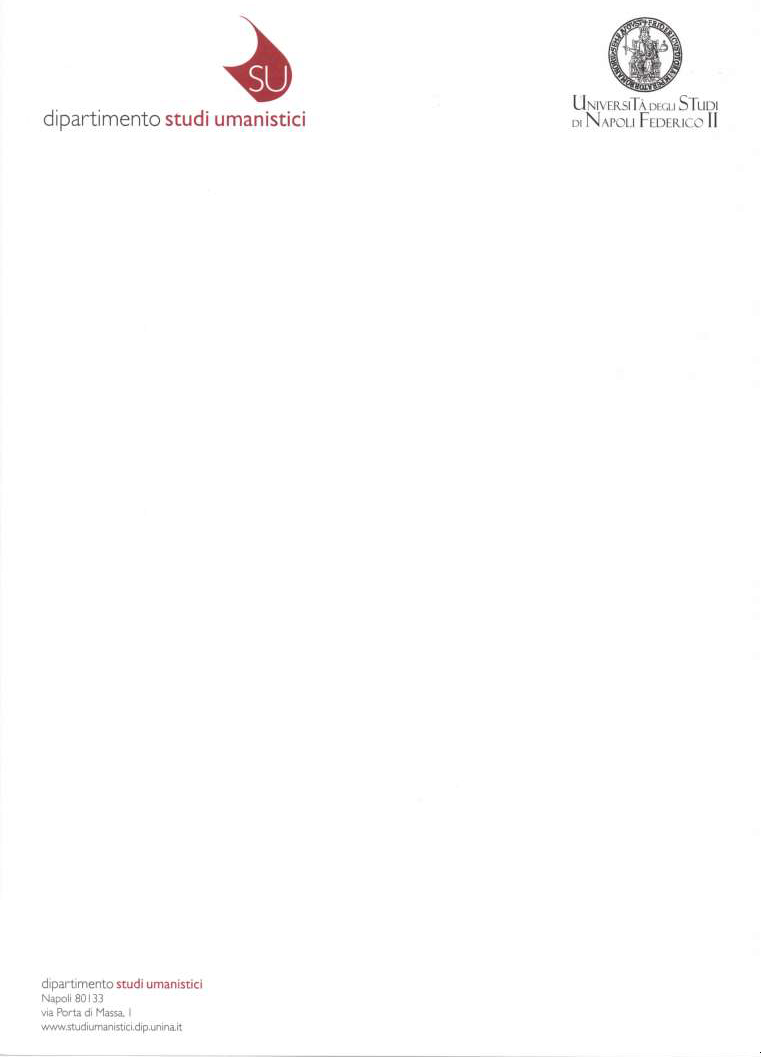 SU
dipartimento studi umanistici
UNIVERSITÀ DEGLI STUDI
DI NAPOLI FEDERICO II
dipartimento studi umanistici
Napoli 80133
via Porta di Massa, 1
www.studiumanistici.dip.unina.it